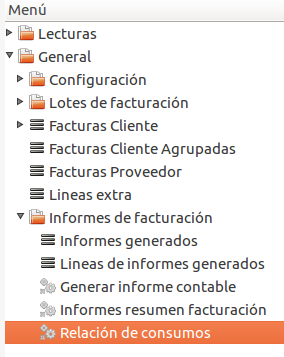 Menú
Lecturas
General
Configuración
Lotes de facturación
Facturas Cliente
Facturas Cliente Agrupadas
Facturas Proveedor
Lineas extra
Informes de facturación
Informes generados
Lineas de informes generados
Generar informe contable
Informes resumen facturación
Relación de consumos